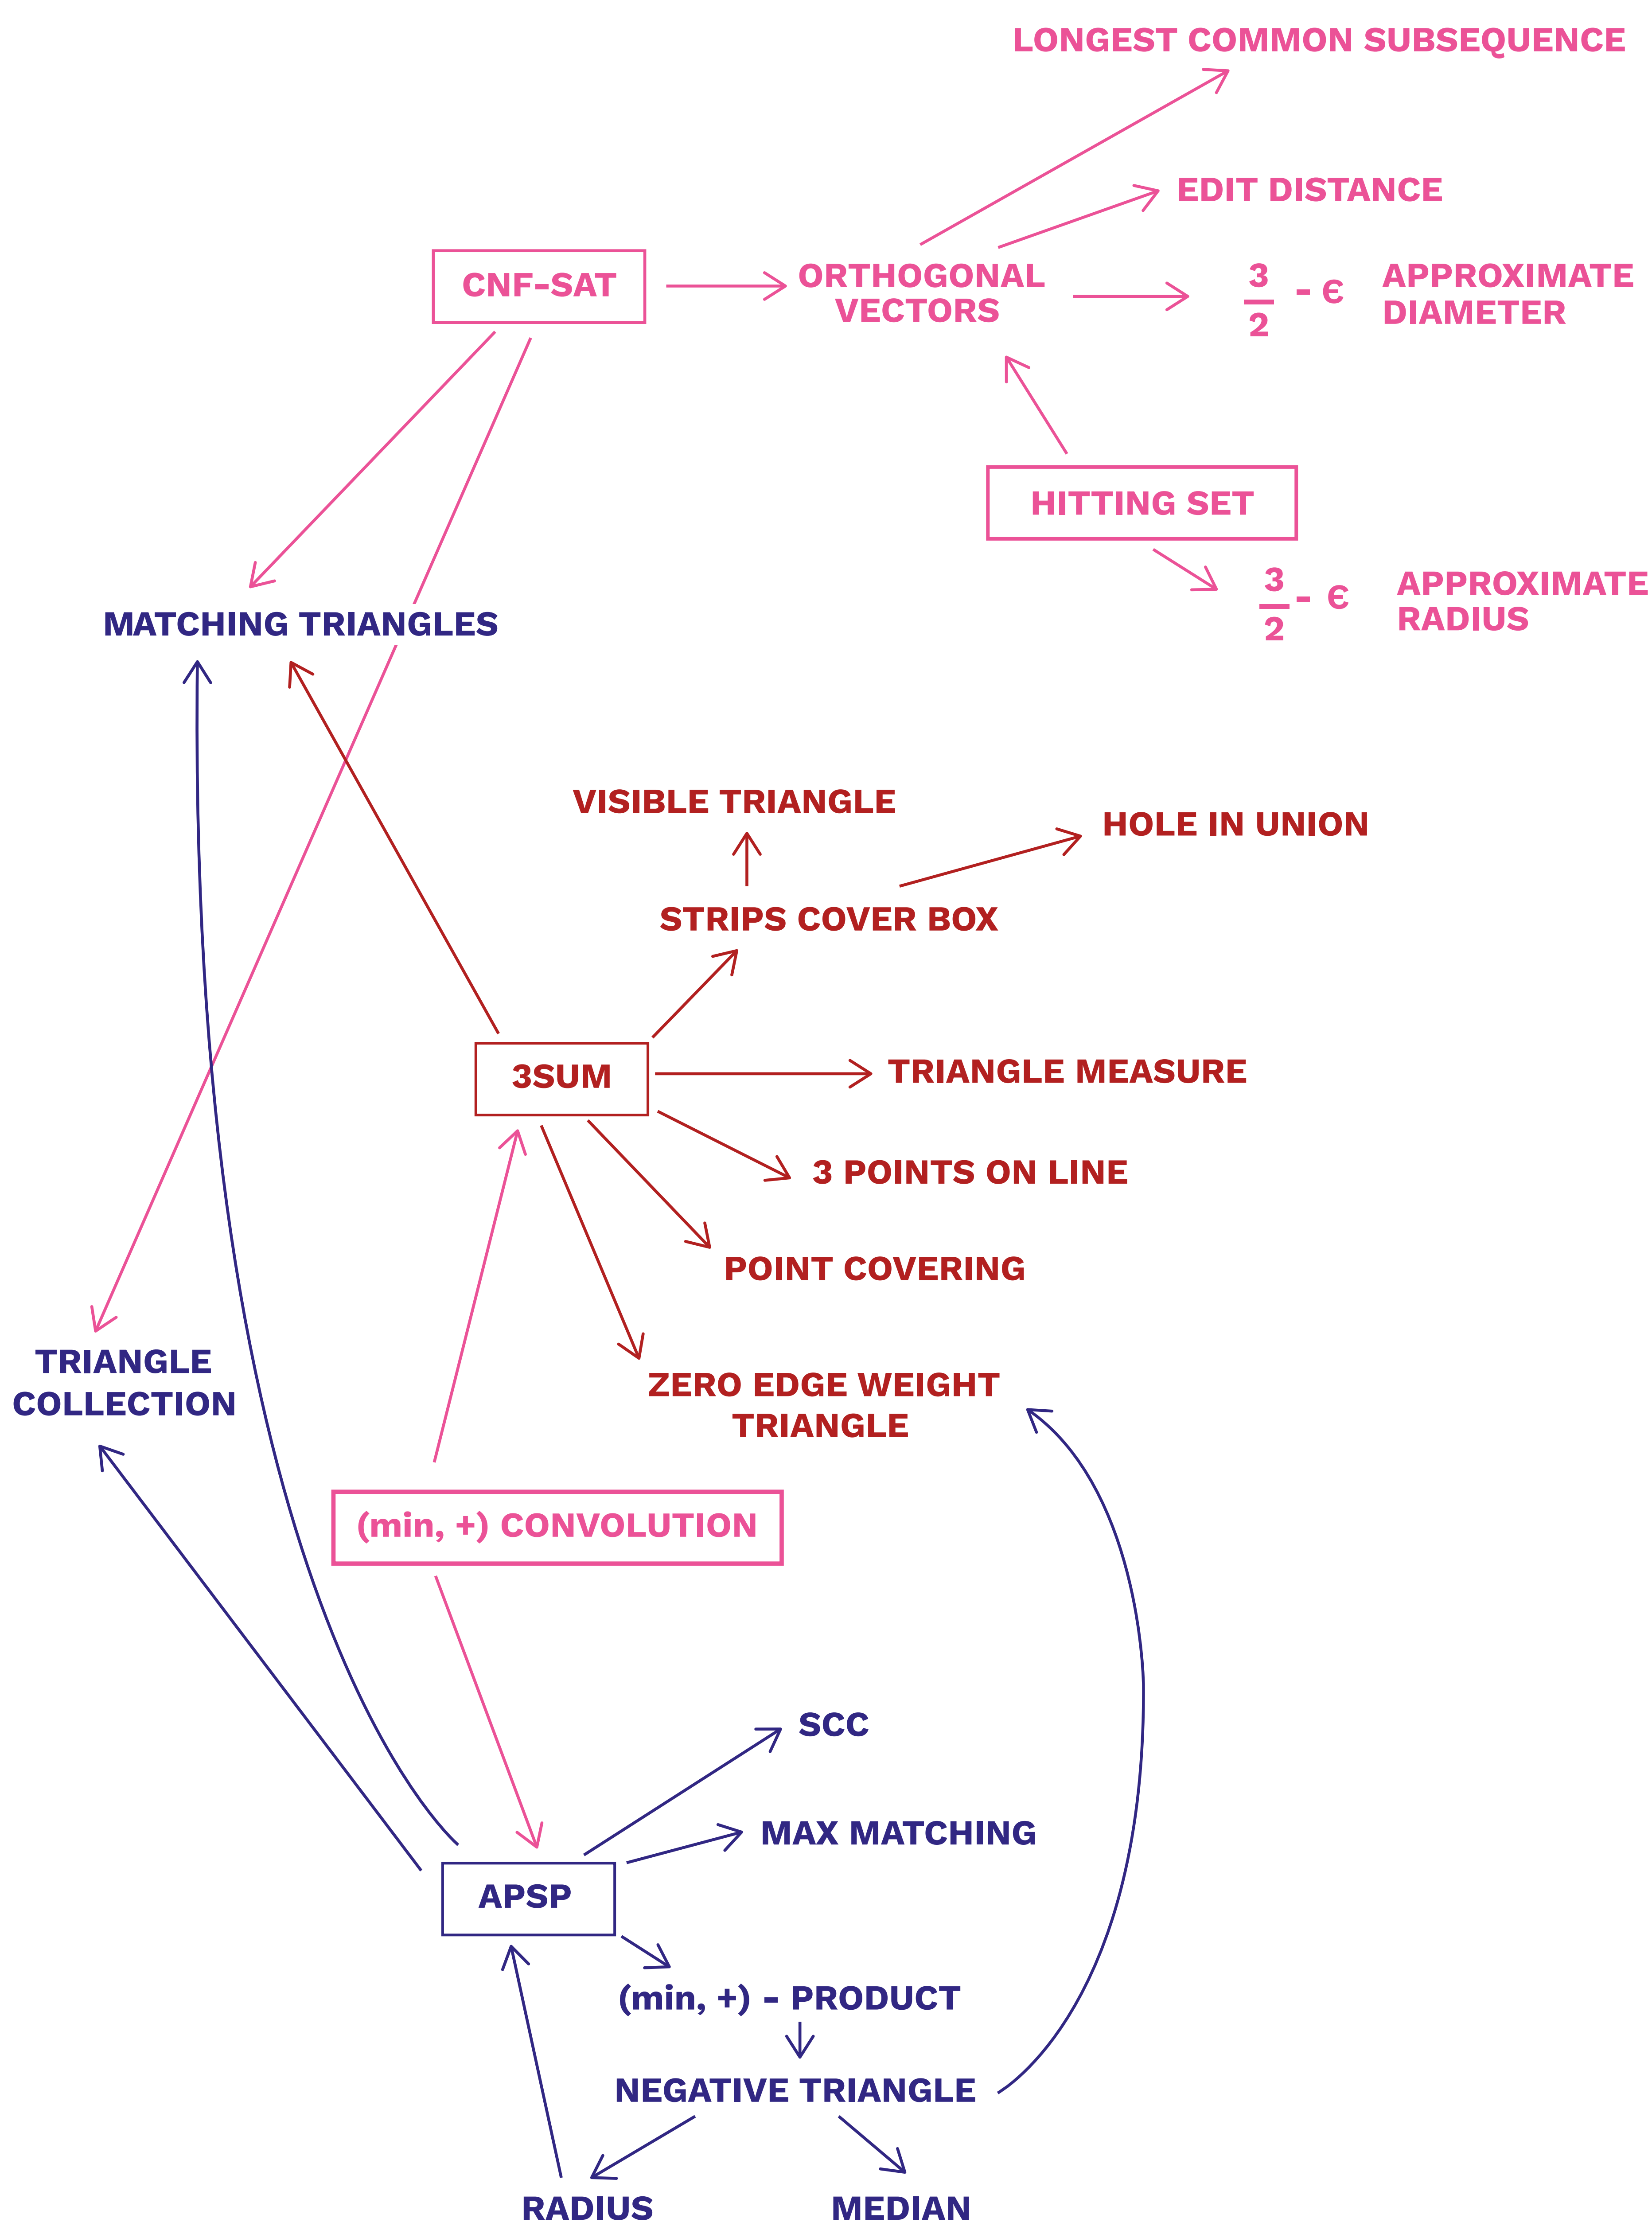 LONGEST COMMON SUBSEQUENCE
EDIT DISTANCE
CNF-SAT
ORTHOGONAL
VECTORS
3
2
- Є
APPROXIMATE
DIAMETER
HITTING SET
3
2
- Є
APPROXIMATE
RADIUS
MATCHING TRIANGLES
VISIBLE TRIANGLE
HOLE IN UNION
STRIPS COVER BOX
3SUM
TRIANGLE MEASURE
3 POINTS ON LINE
POINT COVERING
TRIANGLE
COLLECTION
ZERO EDGE WEIGHT
TRIANGLE
(min, +) CONVOLUTION
SCC
MAX MATCHING
APSP
(min, +) - PRODUCT
NEGATIVE TRIANGLE
RADIUS
MEDIAN